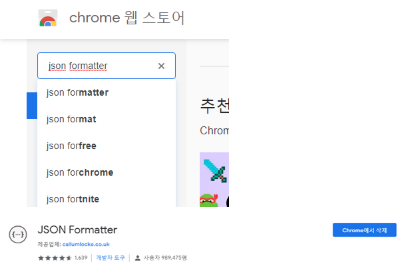 chrome 웹 스토어
json formatter
json formatter
추천
json format
Chrom
json forfree
json forchrome
json fortnite
JSON Formatter
제공업체: callumlocke.co.uk
1,609 | 개발자 도구 | 사용자 989,475명
Chrome에서 삭제